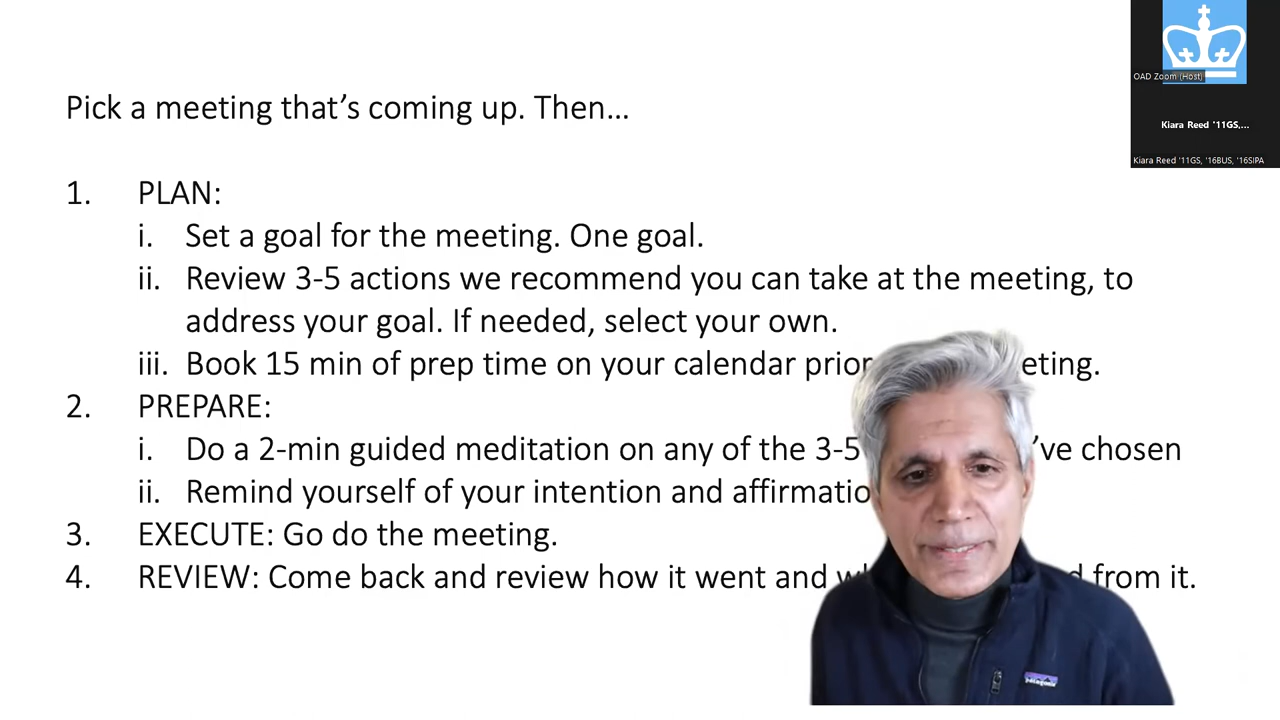 OAD Zoom (Host)
Kiara Reed '11GS,...
Kiara Reed '11GS, '16BUS, '16SIPA
Pick a meeting that's coming up. Then...
1. PLAN:
i. Set a goal for the meeting. One goal.
ii. Review 3-5 actions we recommend you can take at the meeting, to
address your goal. If needed, select your own.
iii. Book 15 min of prep time on your calendar prior eting.
2. PREPARE:
i. Do a 2-min guided meditation on any of the 3-5 've chosen
ii. Remind yourself of your intention and affirmatio
3. EXECUTE: Go do the meeting.
4. REVIEW: Come back and review how it went and from it.
patagonia